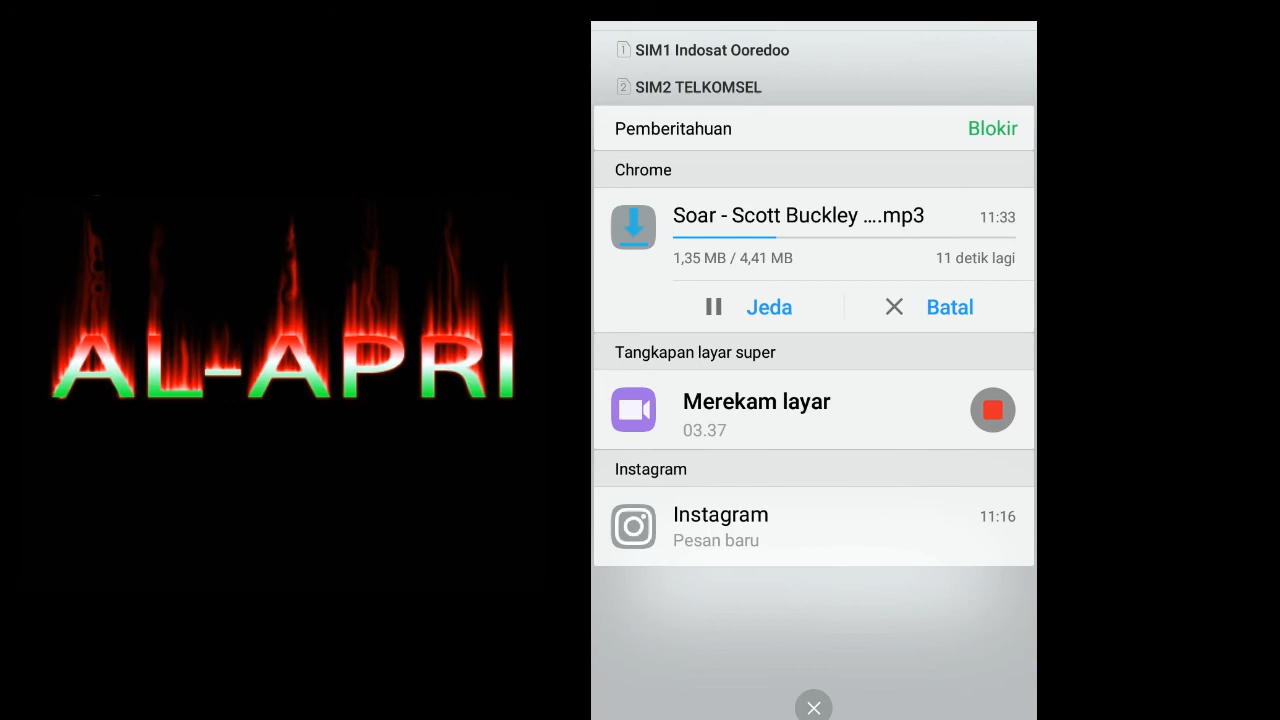 AL-APRI
1 SIM1 Indosat Ooredoo
2 SIM2 TELKOMSEL
Pemberitahuan Blokir
Chrome
Soar - Scott Buckley ....mp3 11:33
1,35 MB / 4,41 MB 11 detik lagi
Jeda Batal
Tangkapan layar super
Merekam layar
03.37
Instagram
Instagram 11:16
Pesan baru